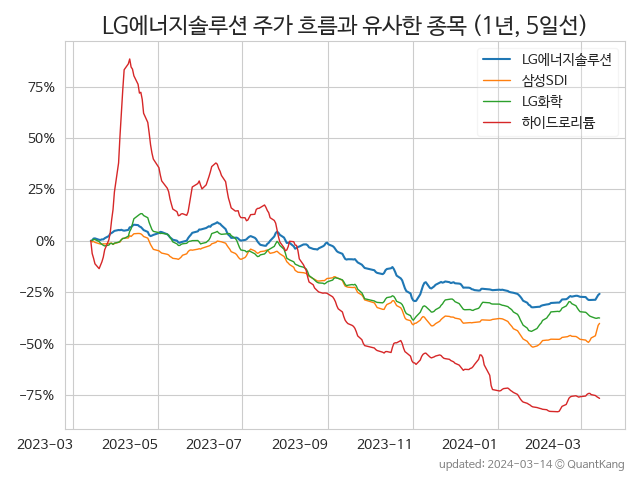 LG에너지솔루션 주가 흐름과 유사한 종목 (1년, 5일선)
LG에너지솔루션
삼성SDI
LG화학
하이드로리튬
75%
50%
25%
0%
−25%
−50%
−75%
2023-03 2023-05 2023-07 2023-09 2023-11 2024-01 2024-03
updated: 2024-03-14 © QuantKang